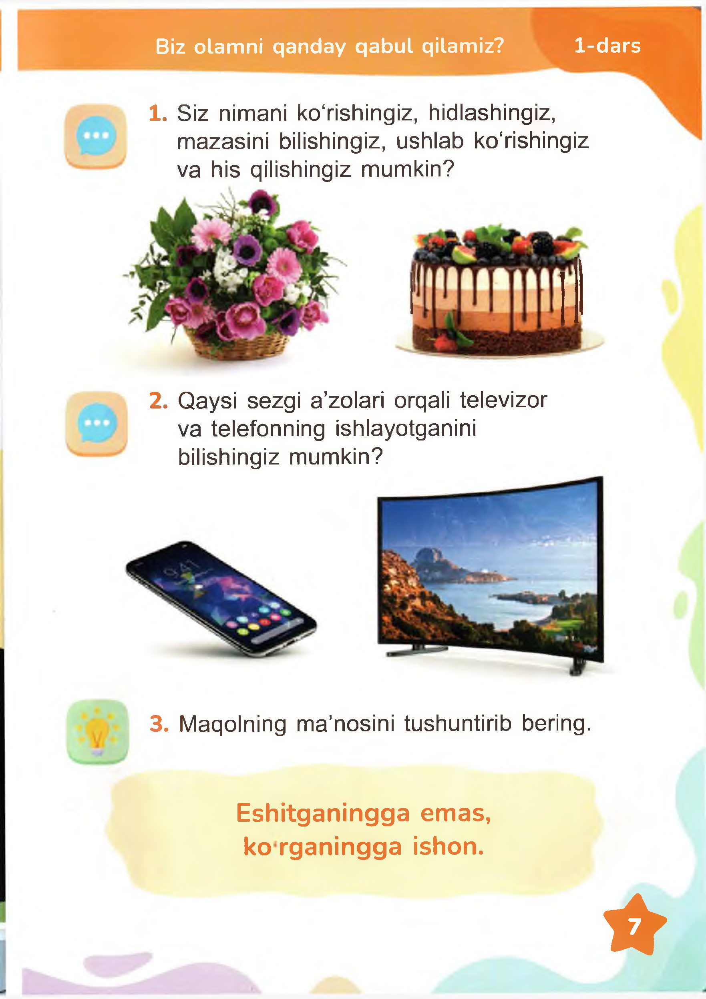 Biz olamni qanday qabul qilamiz? 1-dars
1. Siz nimani ko‘rishingiz, hidlashingiz,
mazasini bilishingiz, ushlab ko‘rishingiz
va his qilishingiz mumkin?
2. Qaysi sezgi a’zolari orqali televizor
va telefonning ishlayotganini
bilishingiz mumkin?
9:41
3. Maqolning ma’nosini tushuntirib bering.
Eshitganingga emas,
ko‘rganingga ishon.
7